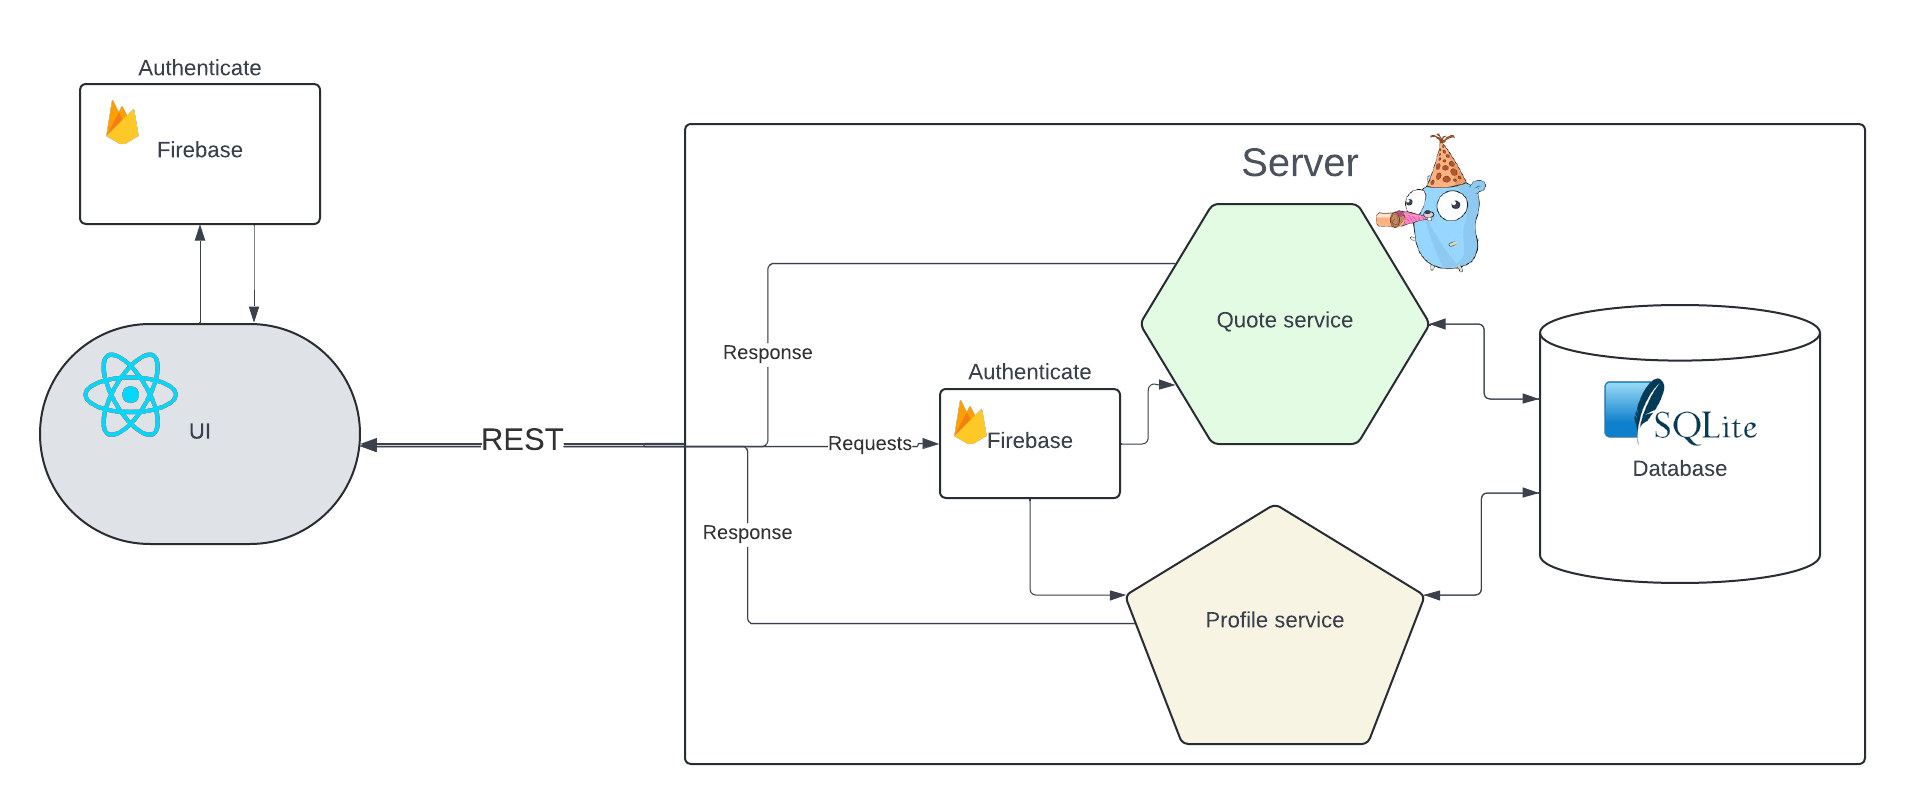 Authenticate
Firebase
UI
REST
Server
Response
Requests
Response
Authenticate
Firebase
Quote service
Profile service
SQLite
Database